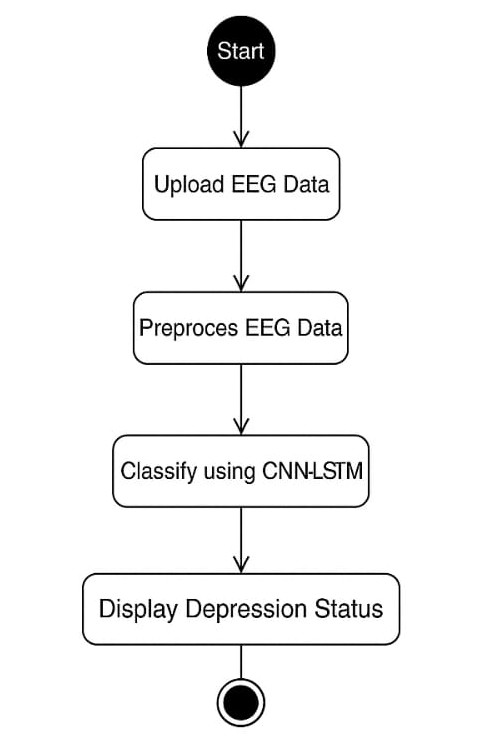 Start
Upload EEG Data
Preproces EEG Data
Classify using CNN-LSTM
Display Depression Status